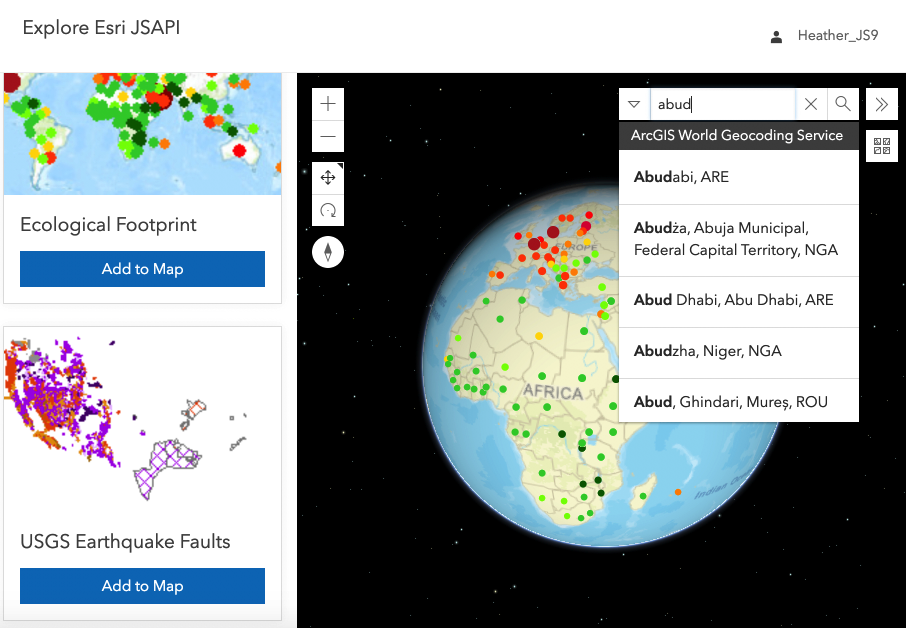 Explore Esri JSAPI
Heather_JS9
Ecological Footprint
Add to Map
USGS Earthquake Faults
Add to Map
abud
ArcGIS World Geocoding Service
Abudabi, ARE
Abudża, Abuja Municipal,
Federal Capital Territory, NGA
Abud Dhabi, Abu Dhabi, ARE
Abudzha, Niger, NGA
Abud, Ghindari, Mureş, ROU
EUROPE
AFRICA
Indian